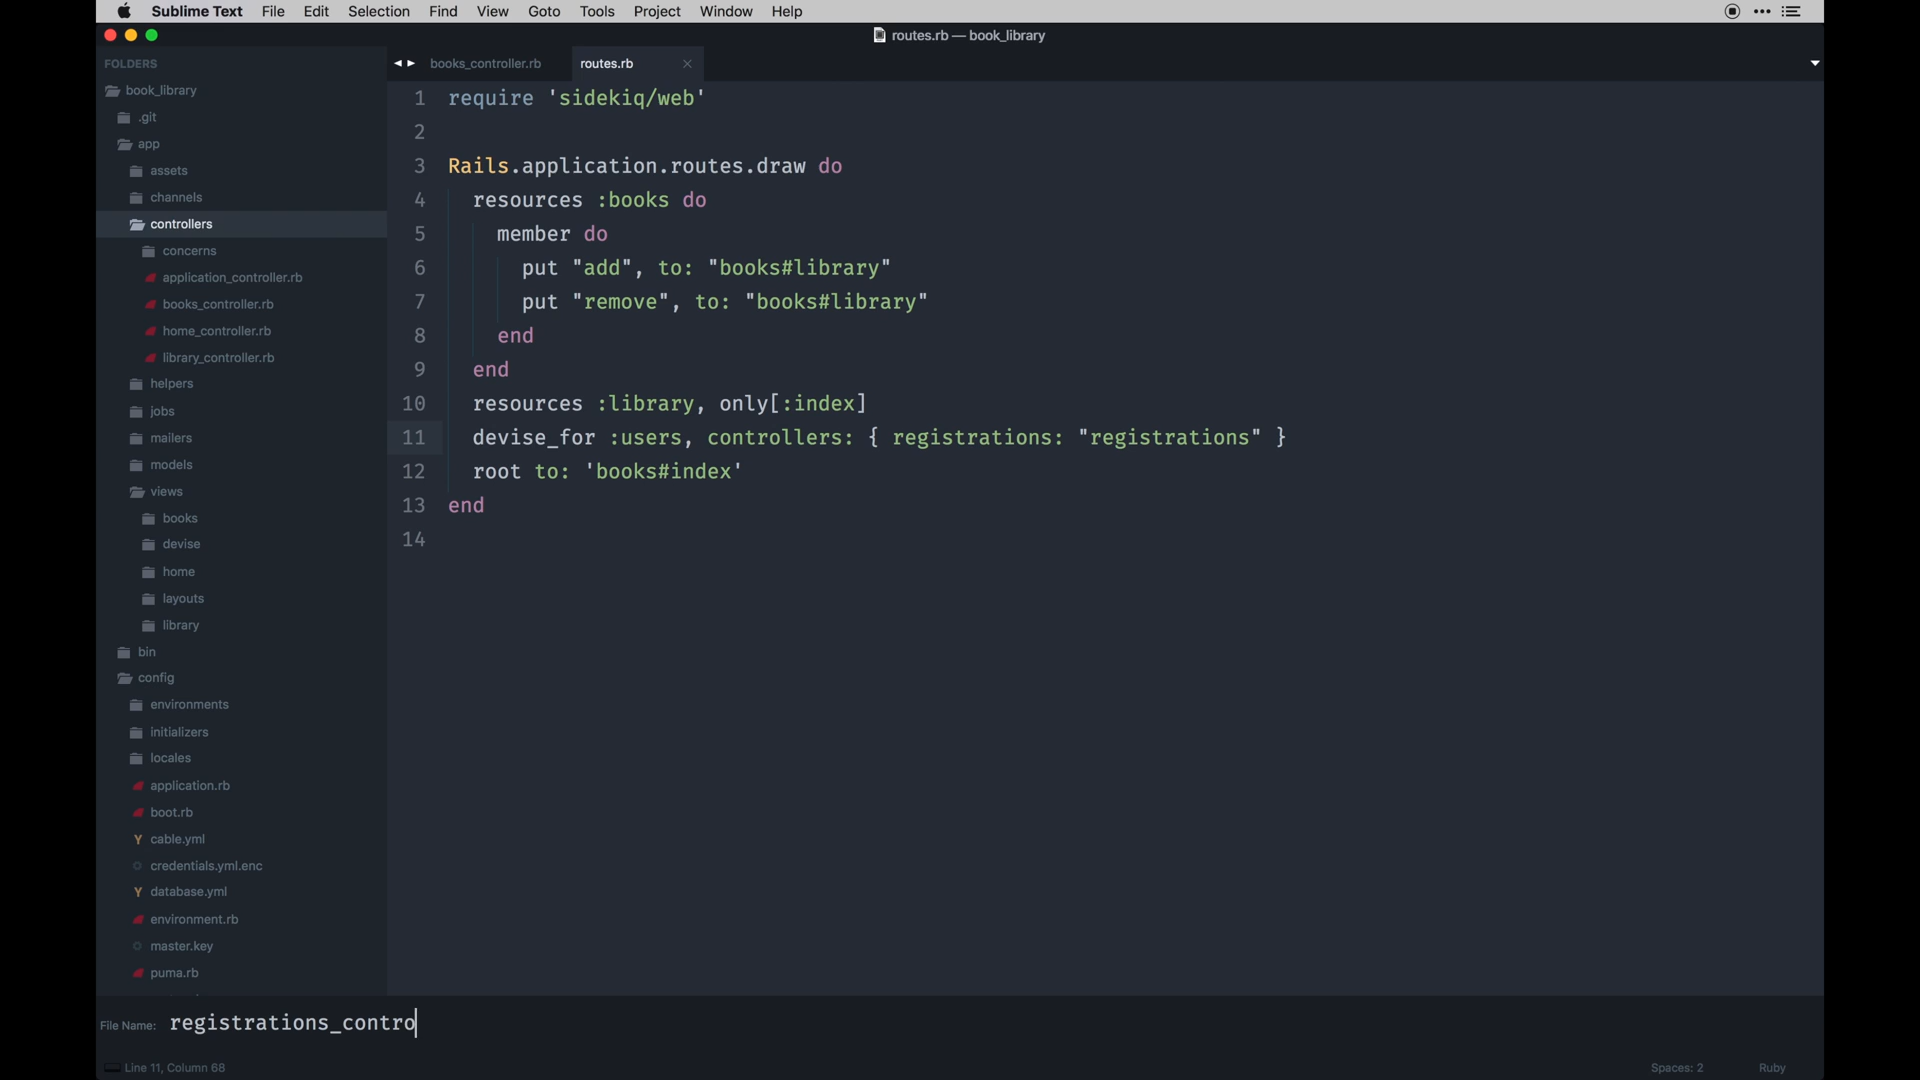 Sublime Text File Edit Selection Find View Goto Tools Project Window Help
routes.rb — book_library
FOLDERS
book_library
.git
app
assets
channels
controllers
concerns
application_controller.rb
books_controller.rb
home_controller.rb
library_controller.rb
helpers
jobs
mailers
models
views
books
devise
home
layouts
library
bin
config
environments
initializers
locales
application.rb
boot.rb
cable.yml
credentials.yml.enc
database.yml
environment.rb
master.key
puma.rb
books_controller.rb routes.rb
1 require 'sidekiq/web'
2
3 Rails.application.routes.draw do
4 resources :books do
5 member do
6 put "add", to: "books#library"
7 put "remove", to: "books#library"
8 end
9 end
10 resources :library, only[:index]
11 devise_for :users, controllers: { registrations: "registrations" }
12 root to: 'books#index'
13 end
14
File Name: registrations_contro
Line 11, Column 68 Spaces: 2 Ruby